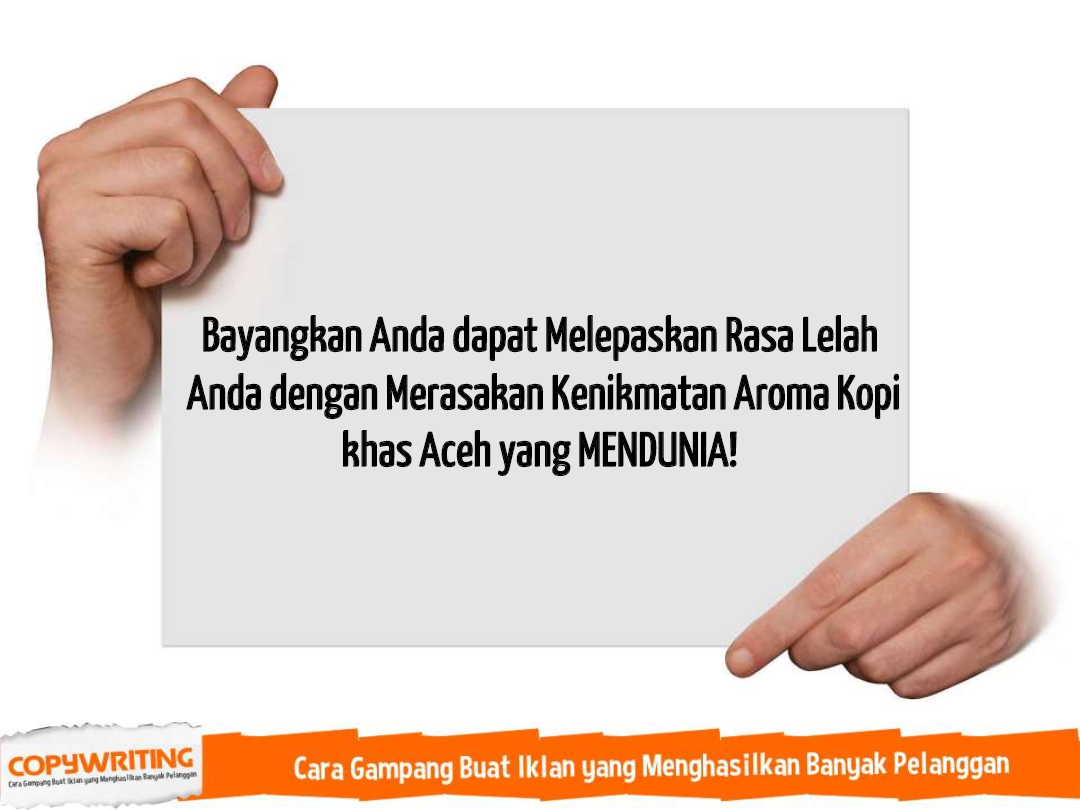 Bayangkan Anda dapat Melepaskan Rasa Lelah
Anda dengan Merasakan Kenikmatan Aroma Kopi
khas Aceh yang MENDUNIA!
COPYWRITING
Cara Gampang Buat Iklan yang Menghasilkan Banyak Pelanggan
Cara Gampang Buat Iklan yang Menghasilkan Banyak Pelanggan